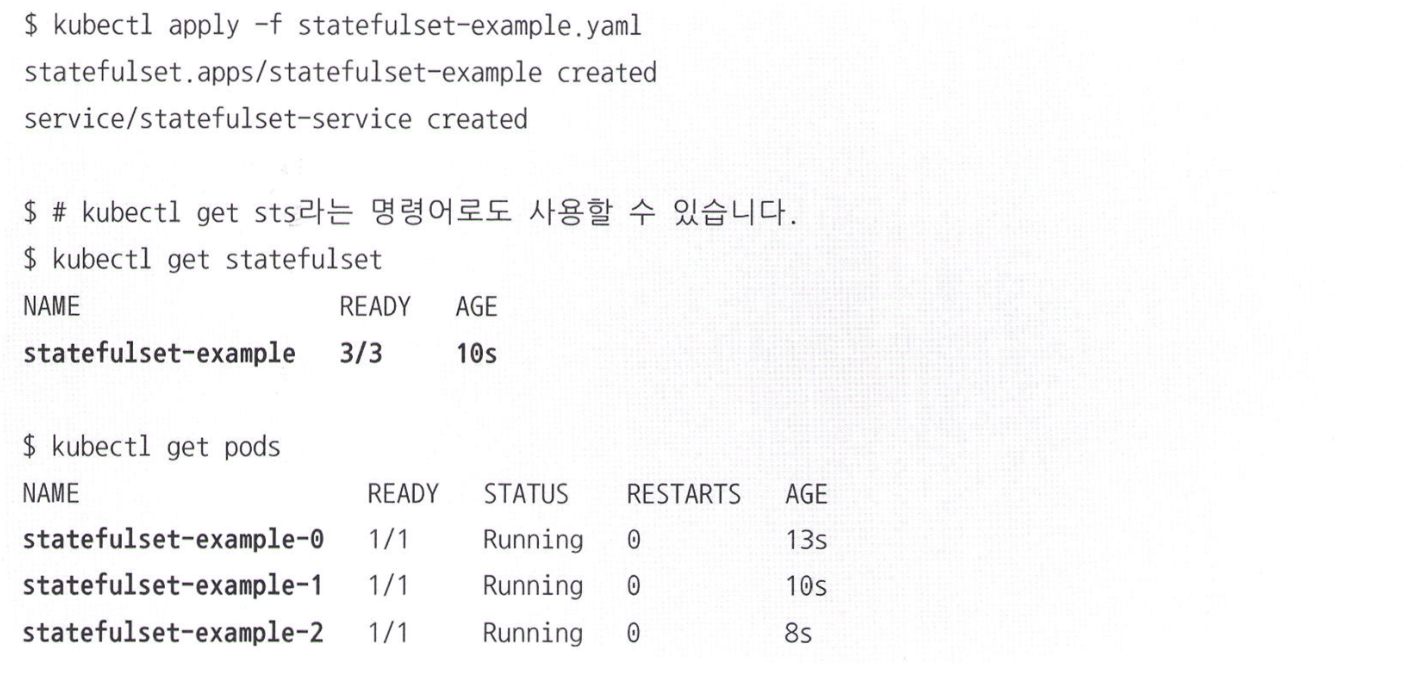 $ kubectl apply -f statefulset-example.yaml
statefulset.apps/statefulset-example created
service/statefulset-service created
$ # kubectl get sts라는 명령어로도 사용할 수 있습니다.
$ kubectl get statefulset
NAME READY AGE
statefulset-example 3/3 10s
$ kubectl get pods
NAME READY STATUS RESTARTS AGE
statefulset-example-0 1/1 Running 0 13s
statefulset-example-1 1/1 Running 0 10s
statefulset-example-2 1/1 Running 0 8s